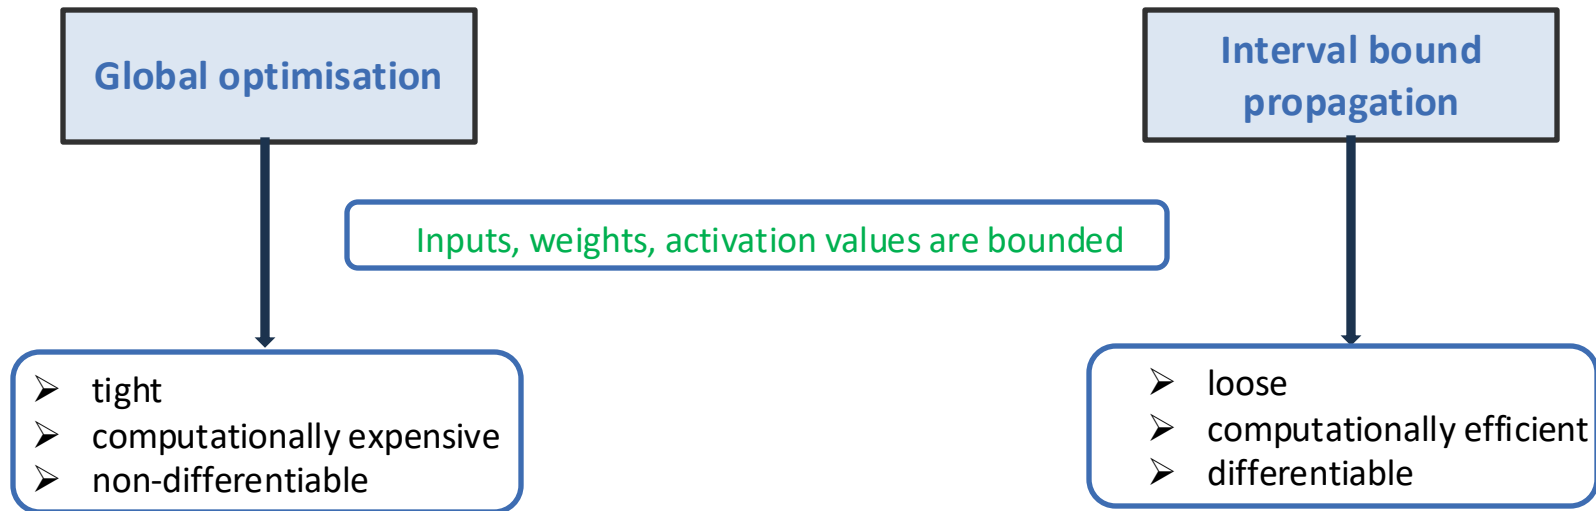 Global optimisation
Interval bound
propagation
Inputs, weights, activation values are bounded
➢ tight
➢ computationally expensive
➢ non-differentiable
➢ loose
➢ computationally efficient
➢ differentiable